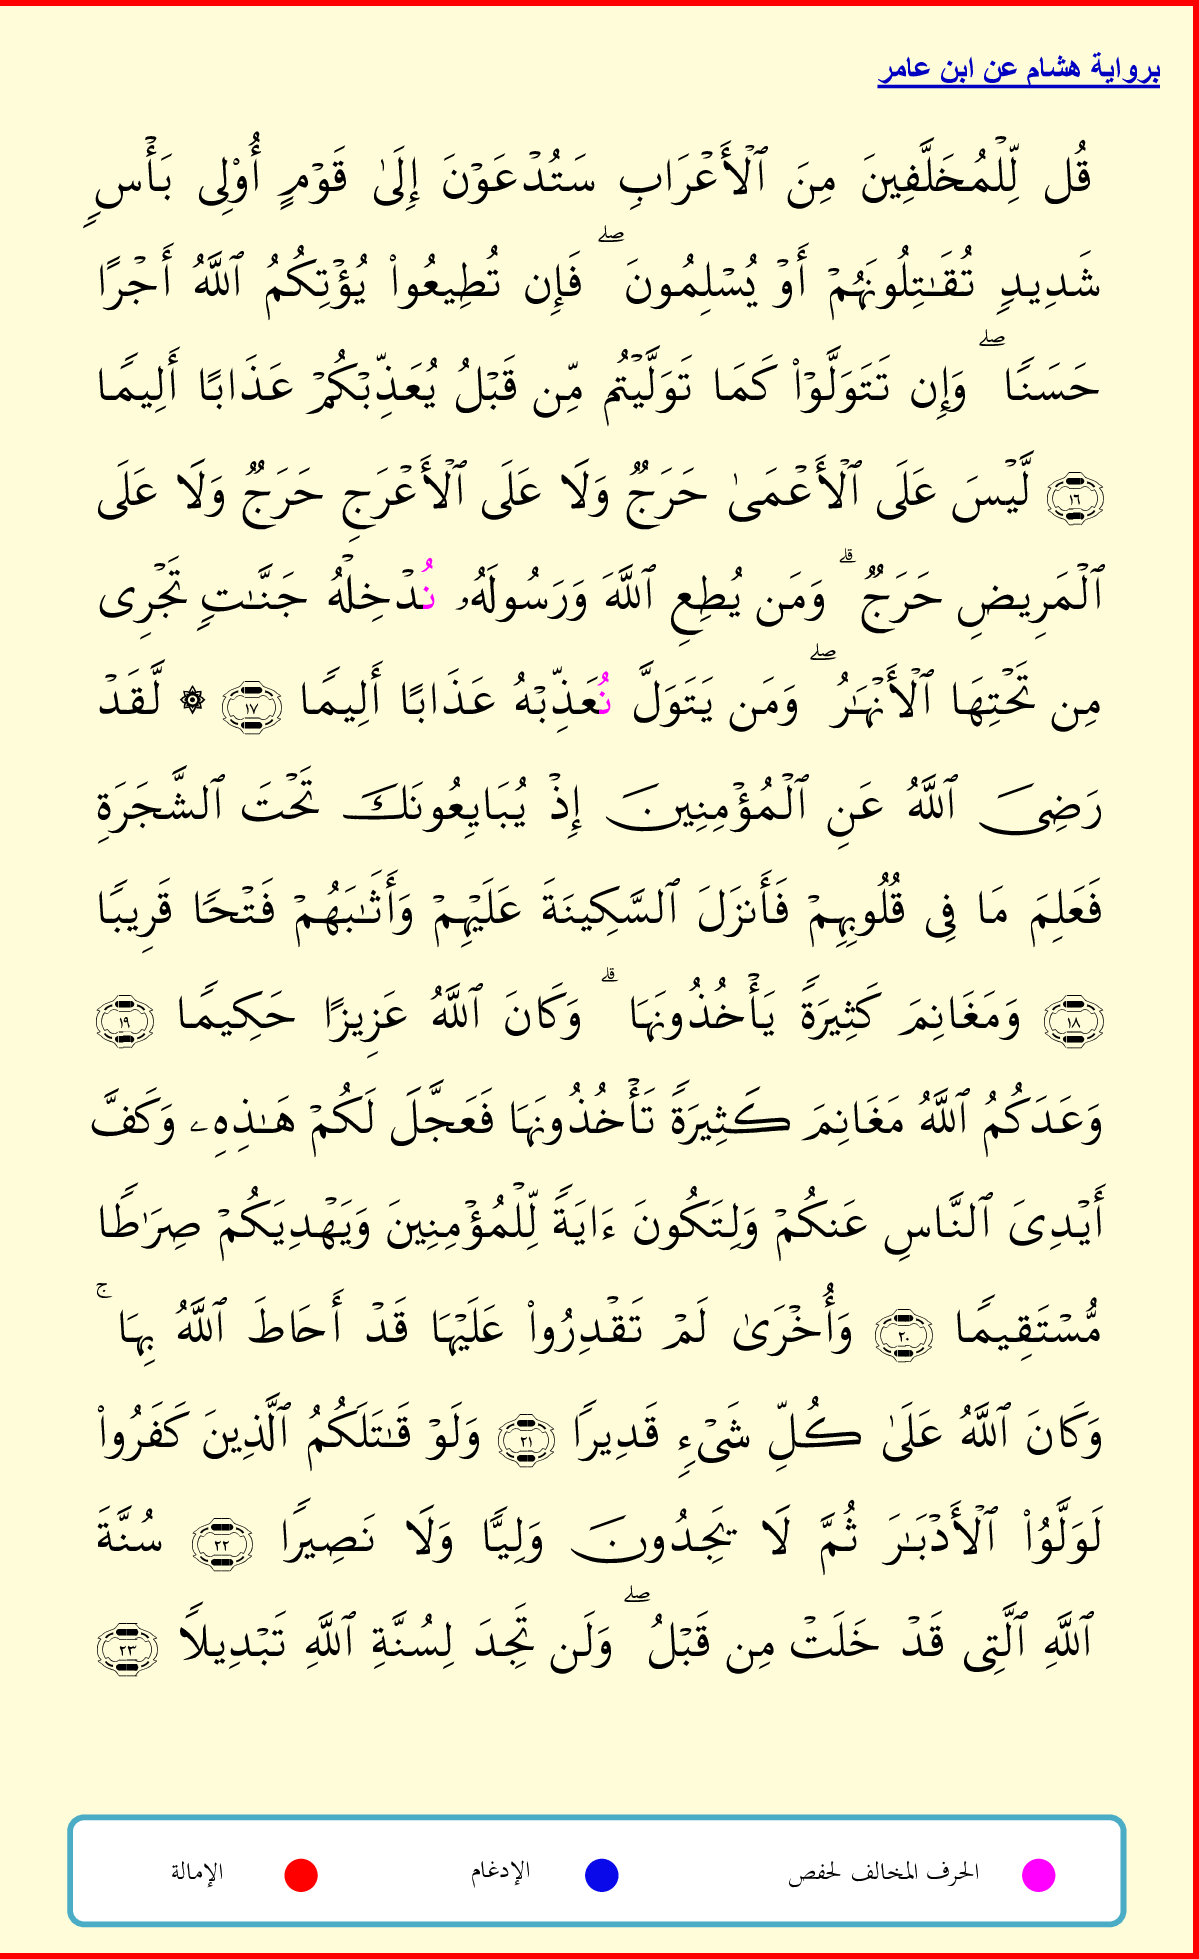 برواية هشام عن ابن عامر
قُل لِّلْمُخَلَّفِينَ مِنَ ٱلْأَعْرَابِ سَتُدْعَوْنَ إِلَىٰ قَوْمٍ أُوْلِى بَأْسٍ
شَدِيدٍ تُقَـٰتِلُونَهُمْ أَوْ يُسْلِمُونَ ۖ فَإِن تُطِيعُوا۟ يُؤْتِكُمُ ٱللَّهُ أَجْرًا
حَسَنًا ۖ وَإِن تَتَوَلَّوْا۟ كَمَا تَوَلَّيْتُم مِّن قَبْلُ يُعَذِّبْكُمْ عَذَابًا أَلِيمًا
١٦ لَّيْسَ عَلَى ٱلْأَعْمَىٰ حَرَجٌ وَلَا عَلَى ٱلْأَعْرَجِ حَرَجٌ وَلَا عَلَى
ٱلْمَرِيضِ حَرَجٌ ۗ وَمَن يُطِعِ ٱللَّهَ وَرَسُولَهُۥ نُدْخِلْهُ جَنَّـٰتٍ تَجْرِى
مِن تَحْتِهَا ٱلْأَنْهَـٰرُ ۖ وَمَن يَتَوَلَّ نُعَذِّبْهُ عَذَابًا أَلِيمًا ١٧ ۞ لَّقَدْ
رَضِىَ ٱللَّهُ عَنِ ٱلْمُؤْمِنِينَ إِذْ يُبَايِعُونَكَ تَحْتَ ٱلشَّجَرَةِ
فَعَلِمَ مَا فِى قُلُوبِهِمْ فَأَنزَلَ ٱلسَّكِينَةَ عَلَيْهِمْ وَأَثَـٰبَهُمْ فَتْحًا قَرِيبًا
١٨ وَمَغَانِمَ كَثِيرَةً يَأْخُذُونَهَا ۗ وَكَانَ ٱللَّهُ عَزِيزًا حَكِيمًا ١٩
وَعَدَكُمُ ٱللَّهُ مَغَانِمَ كَثِيرَةً تَأْخُذُونَهَا فَعَجَّلَ لَكُمْ هَـٰذِهِۦ وَكَفَّ
أَيْدِىَ ٱلنَّاسِ عَنكُمْ وَلِتَكُونَ ءَايَةً لِّلْمُؤْمِنِينَ وَيَهْدِيَكُمْ صِرَٰطًا
مُّسْتَقِيمًا ٢٠ وَأُخْرَىٰ لَمْ تَقْدِرُوا۟ عَلَيْهَا قَدْ أَحَاطَ ٱللَّهُ بِهَا ۚ
وَكَانَ ٱللَّهُ عَلَىٰ كُلِّ شَىْءٍ قَدِيرًا ٢١ وَلَوْ قَـٰتَلَكُمُ ٱلَّذِينَ كَفَرُوا۟
لَوَلَّوُا۟ ٱلْأَدْبَـٰرَ ثُمَّ لَا يَجِدُونَ وَلِيًّا وَلَا نَصِيرًا ٢٢ سُنَّةَ
ٱللَّهِ ٱلَّتِى قَدْ خَلَتْ مِن قَبْلُ ۖ وَلَن تَجِدَ لِسُنَّةِ ٱللَّهِ تَبْدِيلًا ٢٣
الحرف المخالف لحفص الإدغام الإمالة